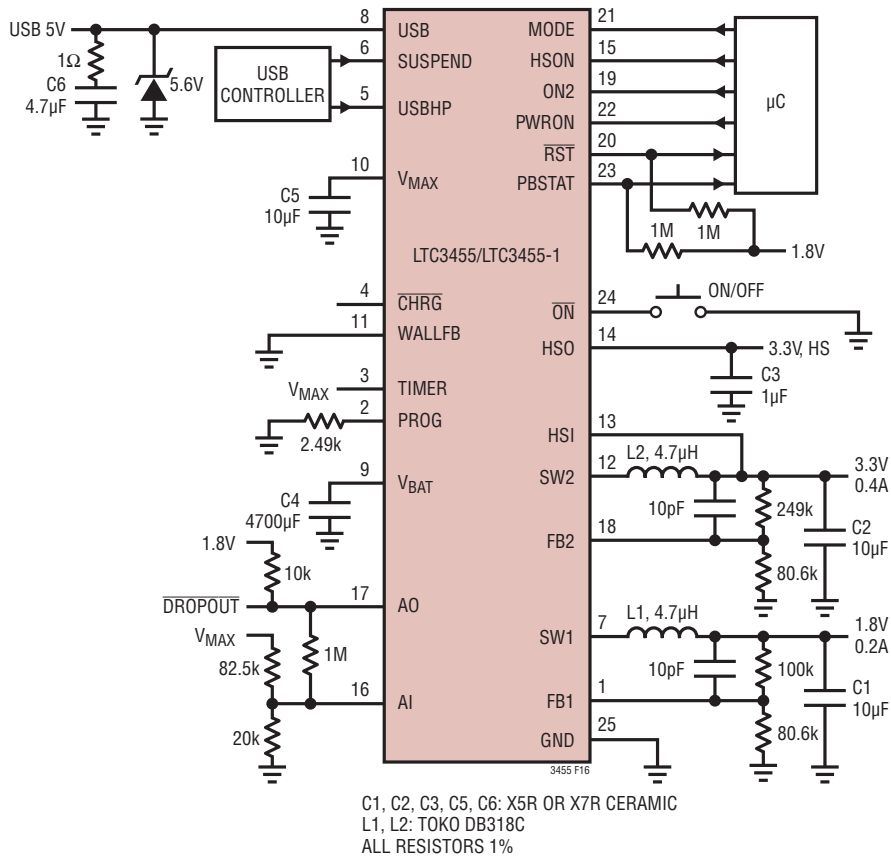 USB 5V
1Ω
C6
4.7µF
5.6V
USB
CONTROLLER
8
USB
6
SUSPEND
5
USBHP
10
VMAX
C5
10µF
LTC3455/LTC3455-1
4
CHRG
11
WALLFB
VMAX
3
TIMER
2
PROG
2.49k
9
VBAT
C4
4700µF
1.8V
10k
DROPOUT
17
AO
VMAX
1M
82.5k
16
AI
20k
21
MODE
15
HSON
19
ON2
22
PWRON
20
RST
23
PBSTAT
µC
1M
1M
1.8V
24
ON
ON/OFF
14
HSO
3.3V, HS
C3
1µF
13
HSI
12
SW2
L2, 4.7µH
3.3V
0.4A
10pF
249k
C2
10µF
18
FB2
80.6k
7
SW1
L1, 4.7µH
1.8V
0.2A
10pF
100k
C1
10µF
1
FB1
80.6k
25
GND
3455 F16
C1, C2, C3, C5, C6: X5R OR X7R CERAMIC
L1, L2: TOKO DB318C
ALL RESISTORS 1%